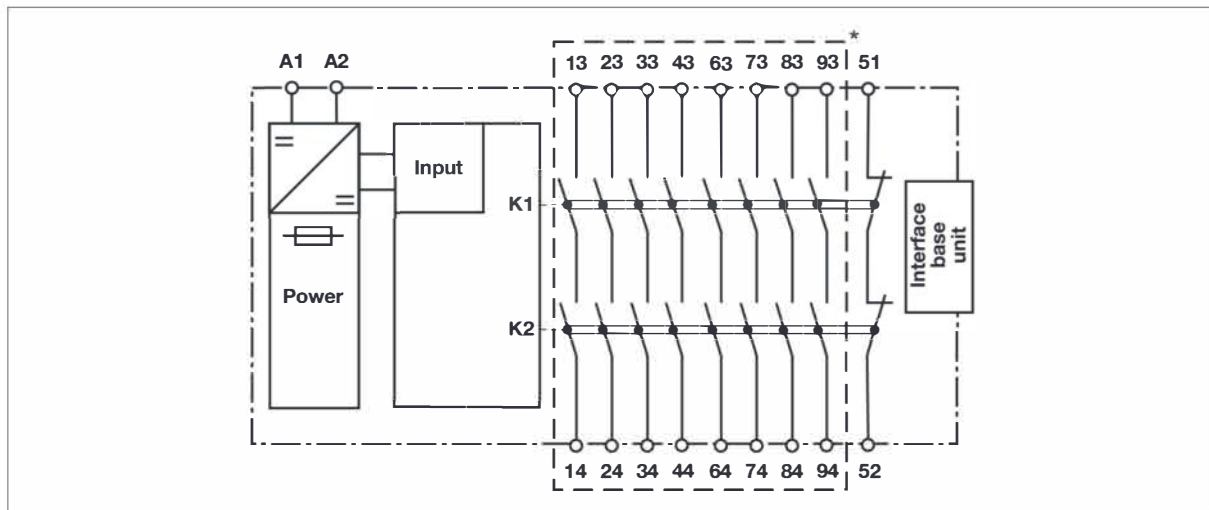 *
A1 A2 13 23 33 43 63 73 83 93 51
Input
K1
Interface
base
unit
Power
K2
14 24 34 44 64 74 84 94 52